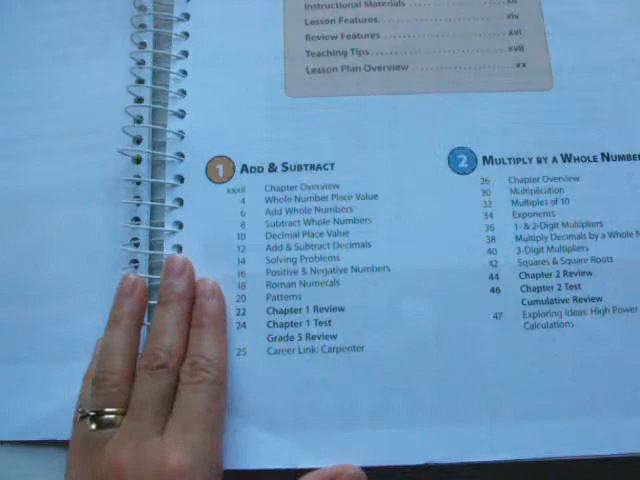 Instructional Materials
Lesson Features xiv
Review Features xvi
Teaching Tips xvii
Lesson Plan Overview xx
1 ADD & SUBTRACT
xxxii Chapter Overview
4 Whole Number Place Value
6 Add Whole Numbers
8 Subtract Whole Numbers
10 Decimal Place Value
12 Add & Subtract Decimals
14 Solving Problems
16 Positive & Negative Numbers
18 Roman Numerals
20 Patterns
22 Chapter 1 Review
24 Chapter 1 Test
Grade 5 Review
25 Career Link: Carpenter
2 MULTIPLY BY A WHOLE NUMBE
26 Chapter Overview
30 Multiplication
32 Multiples of 10
34 Exponents
36 1- & 2-Digit Multipliers
38 Multiply Decimals by a Whole N
40 3-Digit Multipliers
42 Squares & Square Roots
44 Chapter 2 Review
46 Chapter 2 Test
Cumulative Review
47 Exploring Ideas: High Power
Calculations